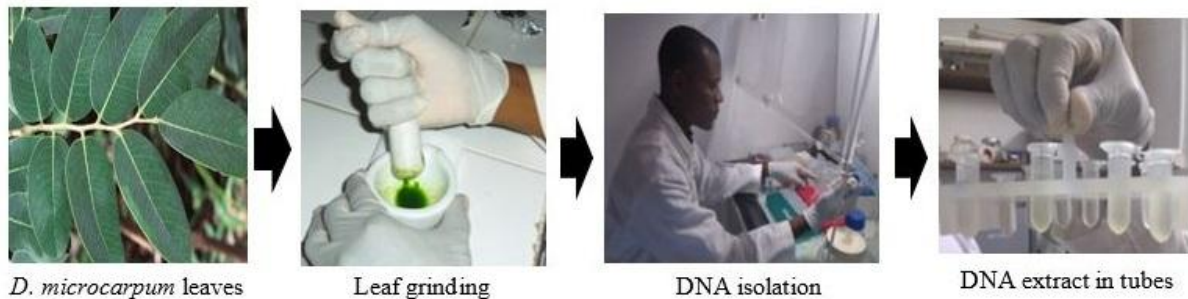 D. microcarpum leaves
Leaf grinding
DNA isolation
DNA extract in tubes